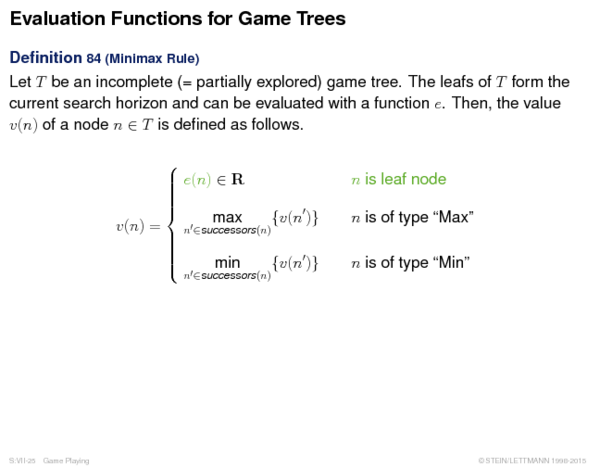 Evaluation Functions for Game Trees
Definition 84 (Minimax Rule)
Let T be an incomplete (= partially explored) game tree. The leafs of T form the
current search horizon and can be evaluated with a function e. Then, the value
v(n) of a node n ∈ T is defined as follows.
e(n) ∈ R n is leaf node
v(n) = { max n′∈successors(n) {v(n′)} n is of type “Max”
min n′∈successors(n) {v(n′)} n is of type “Min”
S:VII-25 Game Playing © STEIN/LETTMANN 1998-2015